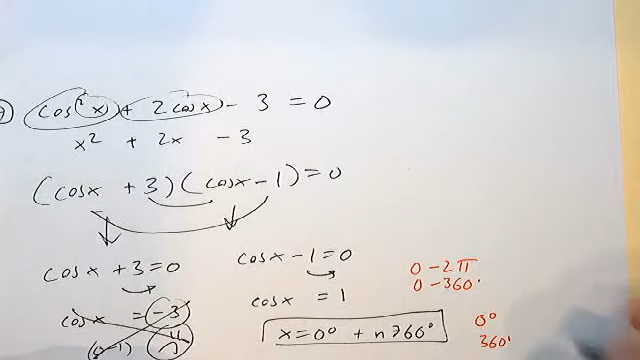 cos²x + 2cosx - 3 = 0
x² + 2x - 3
(cosx + 3)(cosx - 1) = 0
cosx + 3 = 0
cosx = -3
cosx - 1 = 0
cosx = 1
x = 0° + n360°
0 - 2π
0 - 360°
0°
360°